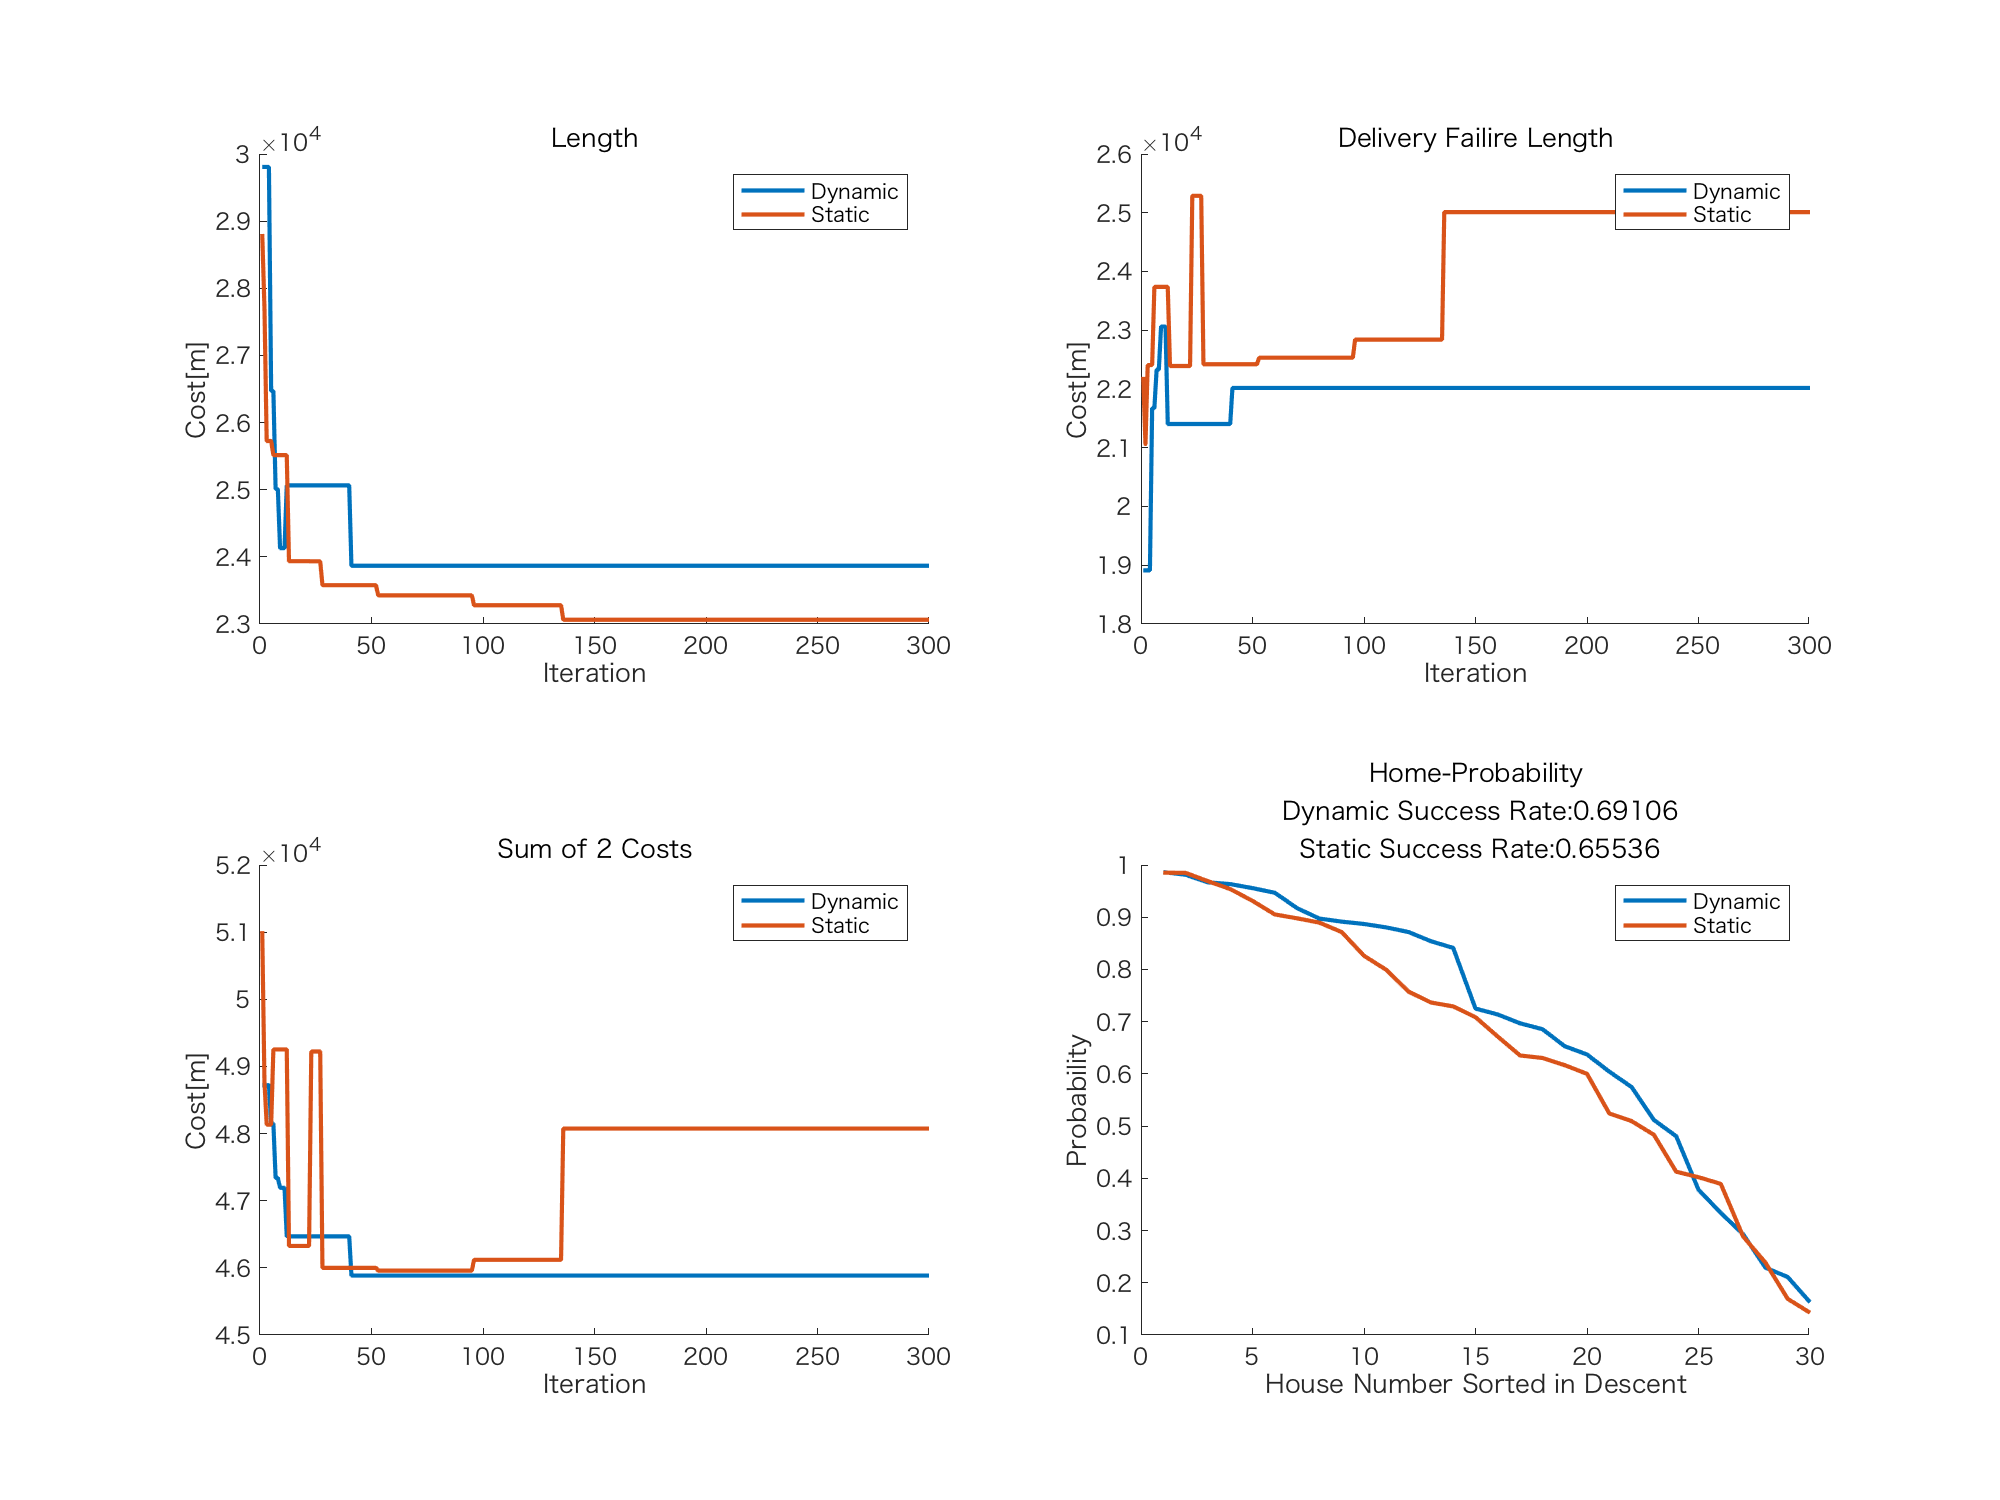 Length
×10⁴
3
2.9
2.8
2.7
2.6
2.5
2.4
2.3
Cost[m]
0 50 100 150 200 250 300
Iteration
Dynamic
Static
Delivery Failire Length
×10⁴
2.6
2.5
2.4
2.3
2.2
2.1
2
1.9
1.8
Cost[m]
0 50 100 150 200 250 300
Iteration
Dynamic
Static
Sum of 2 Costs
×10⁴
5.2
5.1
5
4.9
4.8
4.7
4.6
4.5
Cost[m]
0 50 100 150 200 250 300
Iteration
Dynamic
Static
Home-Probability
Dynamic Success Rate:0.69106
Static Success Rate:0.65536
1
0.9
0.8
0.7
0.6
0.5
0.4
0.3
0.2
0.1
Probability
0 5 10 15 20 25 30
House Number Sorted in Descent
Dynamic
Static